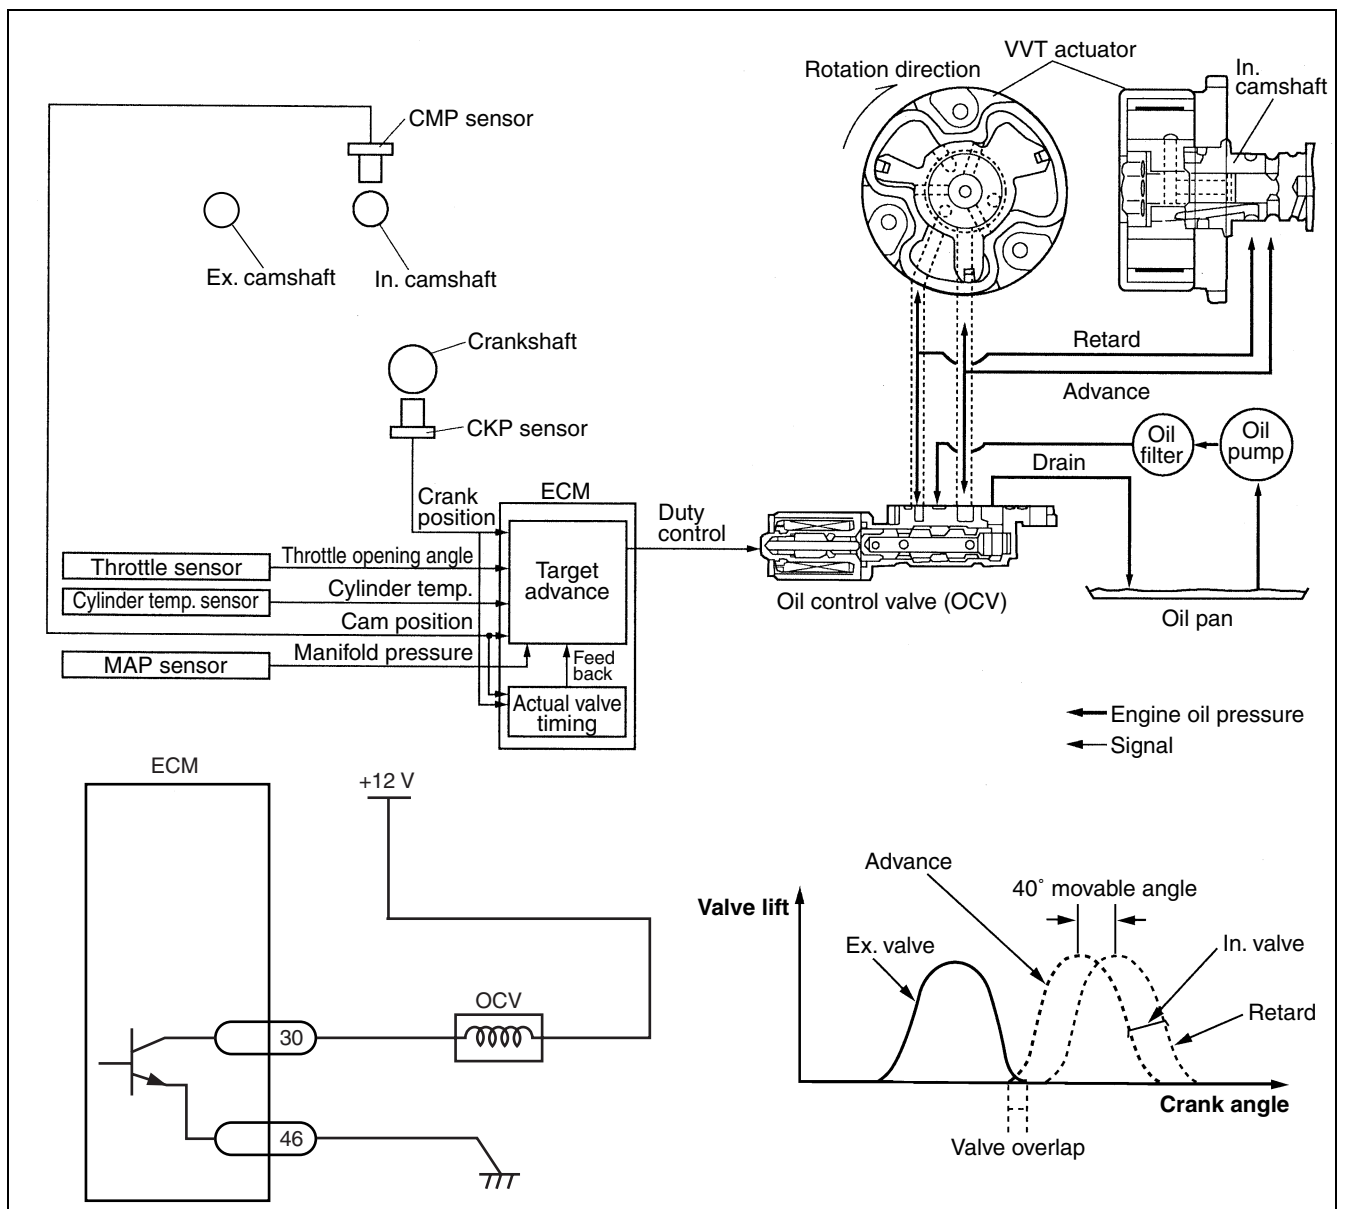 VVT actuator
Rotation direction
In.
camshaft
CMP sensor
Ex. camshaft
In. camshaft
Crankshaft
Retard
CKP sensor
Advance
Oil
filter
Oil
pump
Drain
Crank
position
ECM
Duty
control
Throttle sensor
Throttle opening angle
Target
advance
Cylinder temp. sensor
Cylinder temp.
Oil control valve (OCV)
Oil pan
Cam position
MAP sensor
Manifold pressure
Feed
back
Actual valve
timing
Engine oil pressure
Signal
ECM
+12 V
OCV
30
46
Advance
40˚ movable angle
Valve lift
Ex. valve
In. valve
Retard
Crank angle
Valve overlap